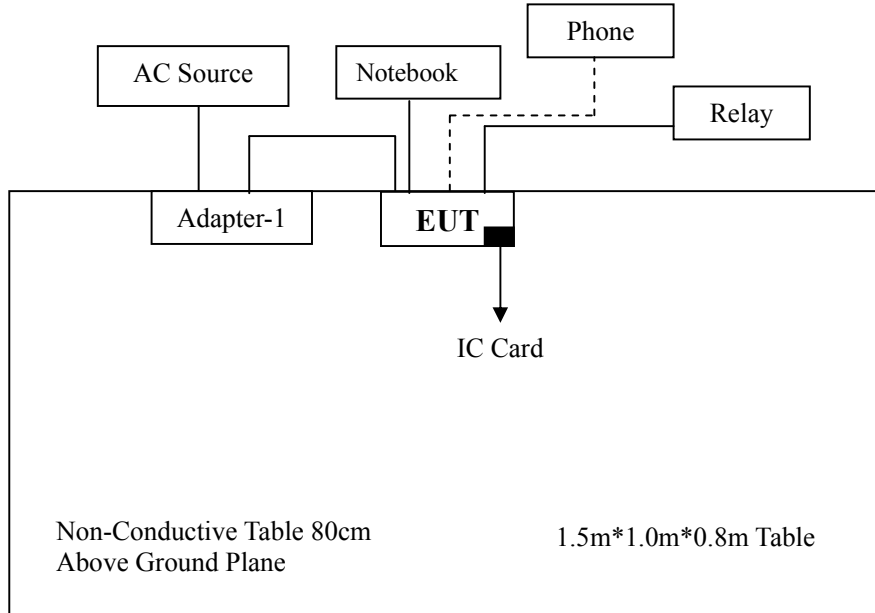 Phone
AC Source
Notebook
Relay
Adapter-1
EUT
IC Card
Non-Conductive Table 80cm
Above Ground Plane
1.5m*1.0m*0.8m Table